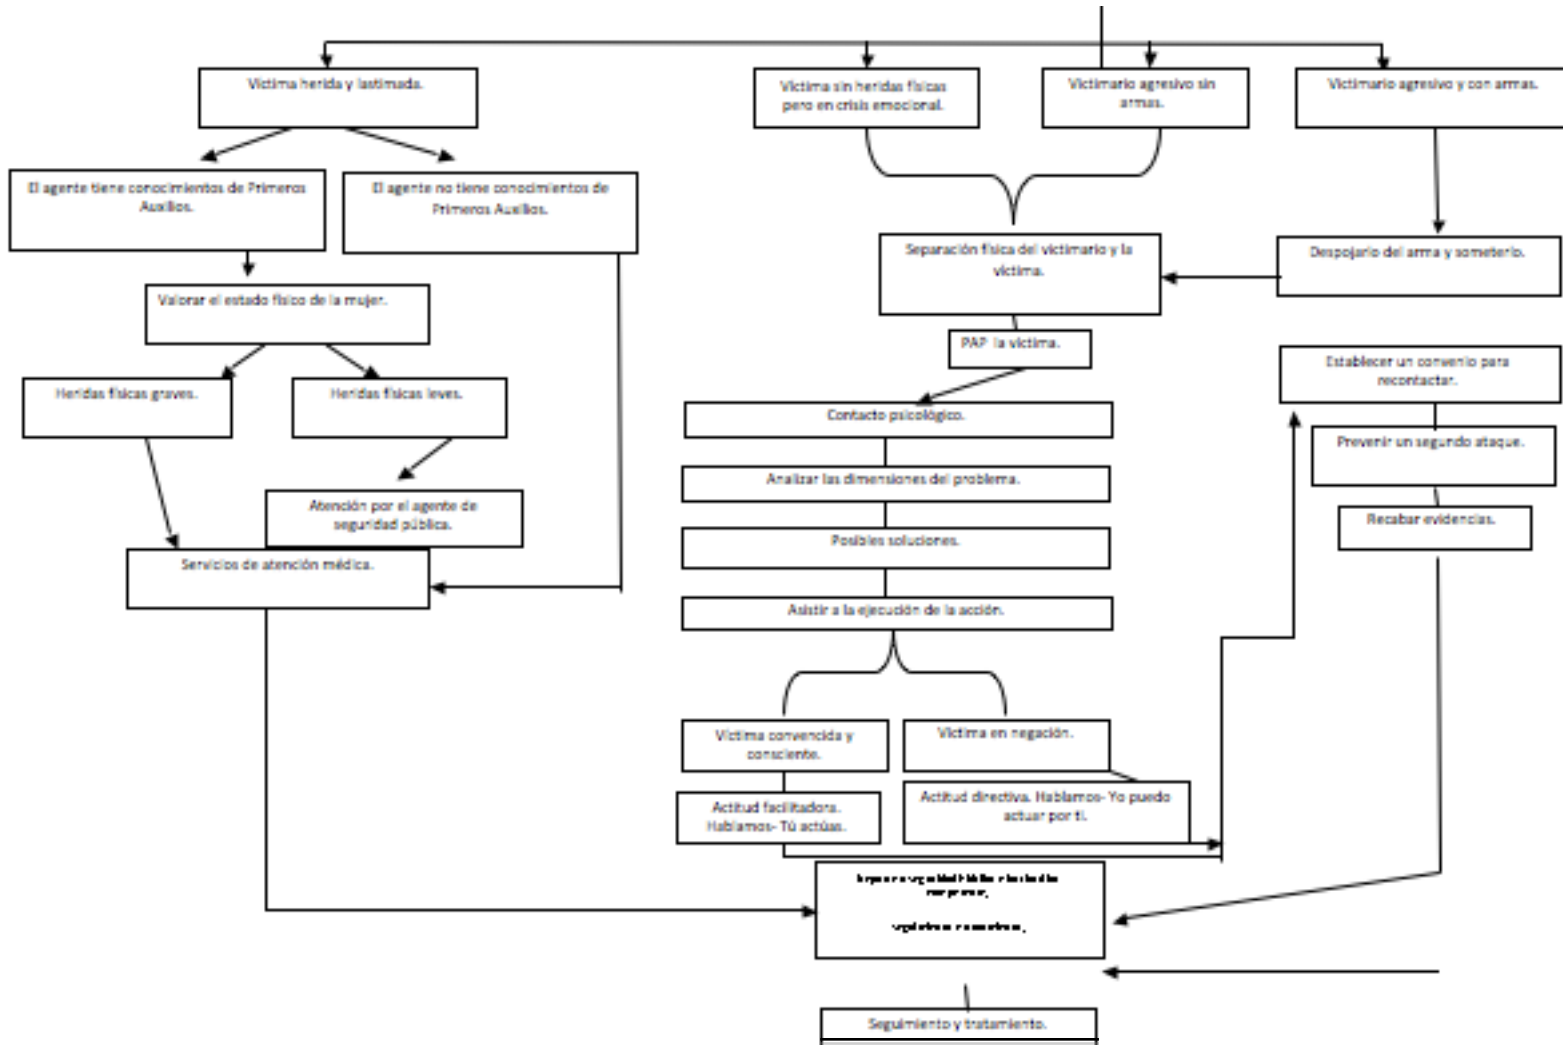 Víctima herida y lastimada.
Víctima sin heridas físicas
pero en crisis emocional.
Victimario agresivo sin
armas.
Victimario agresivo y con armas.
El agente tiene conocimientos de Primeros
Auxilios.
El agente no tiene conocimientos de
Primeros Auxilios.
Separación física del victimario y la
víctima.
Despojarlo del arma y someterlo.
Valorar el estado físico de la mujer.
PAP la víctima.
Establecer un convenio para
recontactar.
Heridas físicas graves.
Heridas físicas leves.
Contacto psicológico.
Prevenir un segundo ataque.
Analizar las dimensiones del problema.
Atención por el agente de
seguridad pública.
Recabar evidencias.
Posibles soluciones.
Servicios de atención médica.
Asistir a la ejecución de la acción.
Víctima convencida y
consciente.
Víctima en negación.
Actitud facilitadora.
Hablamos- Tú actúas.
Actitud directiva. Hablamos- Yo puedo
actuar por ti.
Seguimiento y tratamiento.